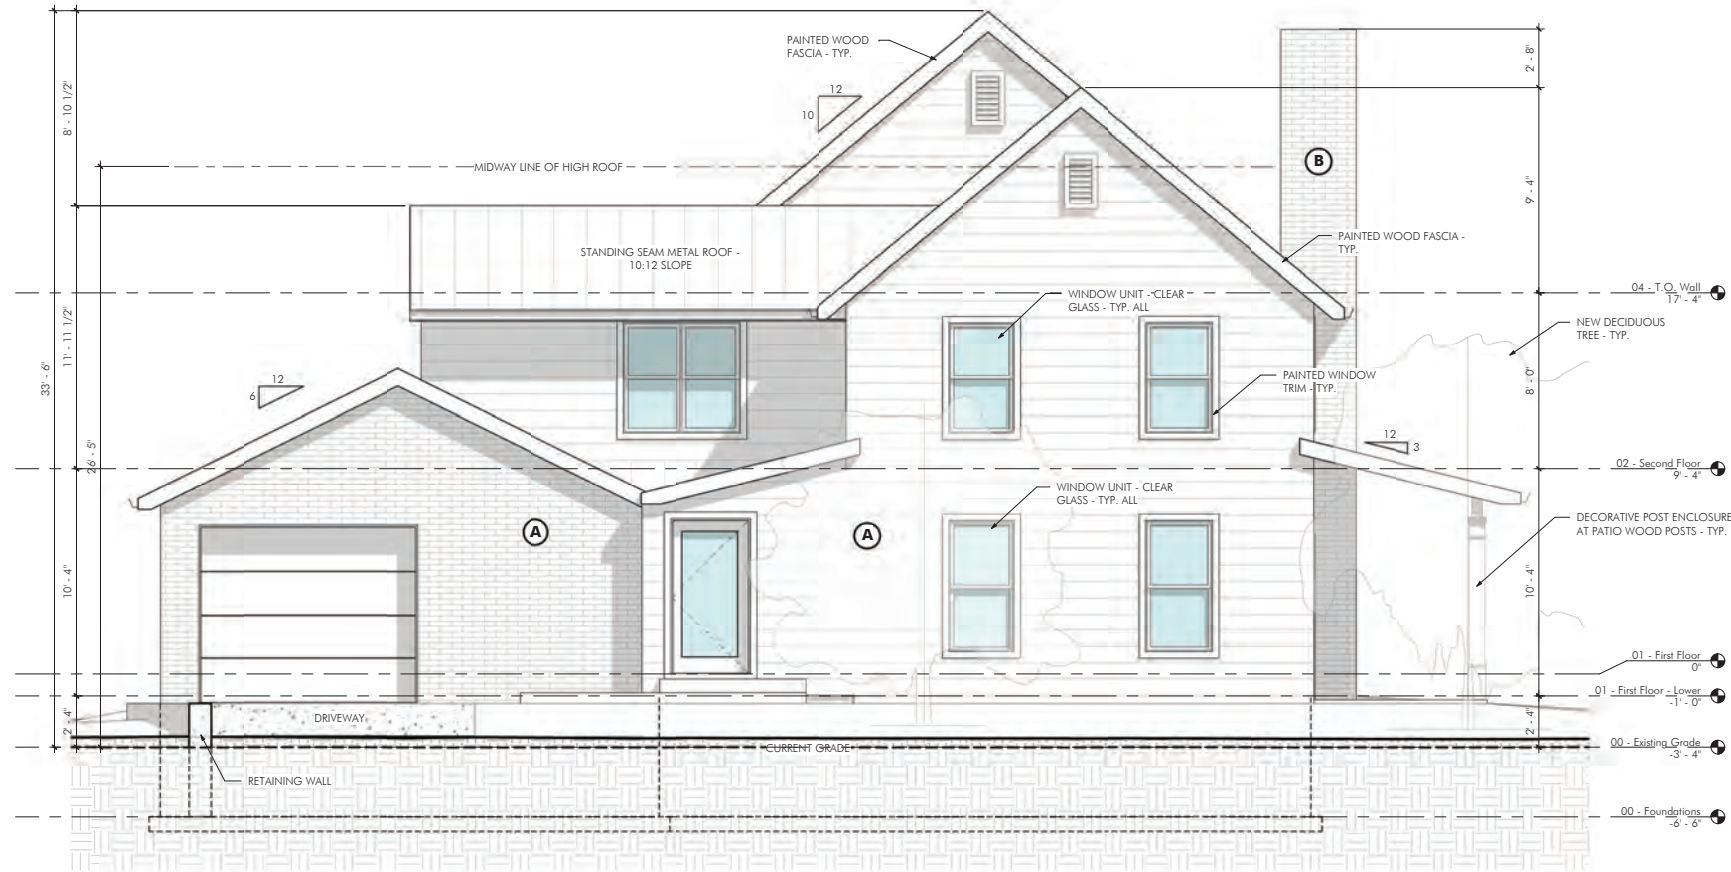 PAINTED WOOD
FASCIA - TYP.
12
10
8' - 10 1/2"
2' - 8"
MIDWAY LINE OF HIGH ROOF
B
9' - 4"
STANDING SEAM METAL ROOF -
10:12 SLOPE
PAINTED WOOD FASCIA -
TYP.
WINDOW UNIT - CLEAR
GLASS - TYP. ALL
04 - T.O. Wall
17' - 4"
NEW DECIDUOUS
TREE - TYP.
33' - 6"
11' - 11 1/2"
12
6
PAINTED WINDOW
TRIM - TYP.
8' - 0"
26' - 5"
12
3
02 - Second Floor
9' - 4"
WINDOW UNIT - CLEAR
GLASS - TYP. ALL
A
A
DECORATIVE POST ENCLOSURE
AT PATIO WOOD POSTS - TYP.
10' - 4"
10' - 4"
01 - First Floor
0"
01 - First Floor - Lower
-1' - 0"
DRIVEWAY
2' - 4"
2' - 4"
CURRENT GRADE
00 - Existing Grade
-3' - 4"
RETAINING WALL
00 - Foundations
-6' - 6"